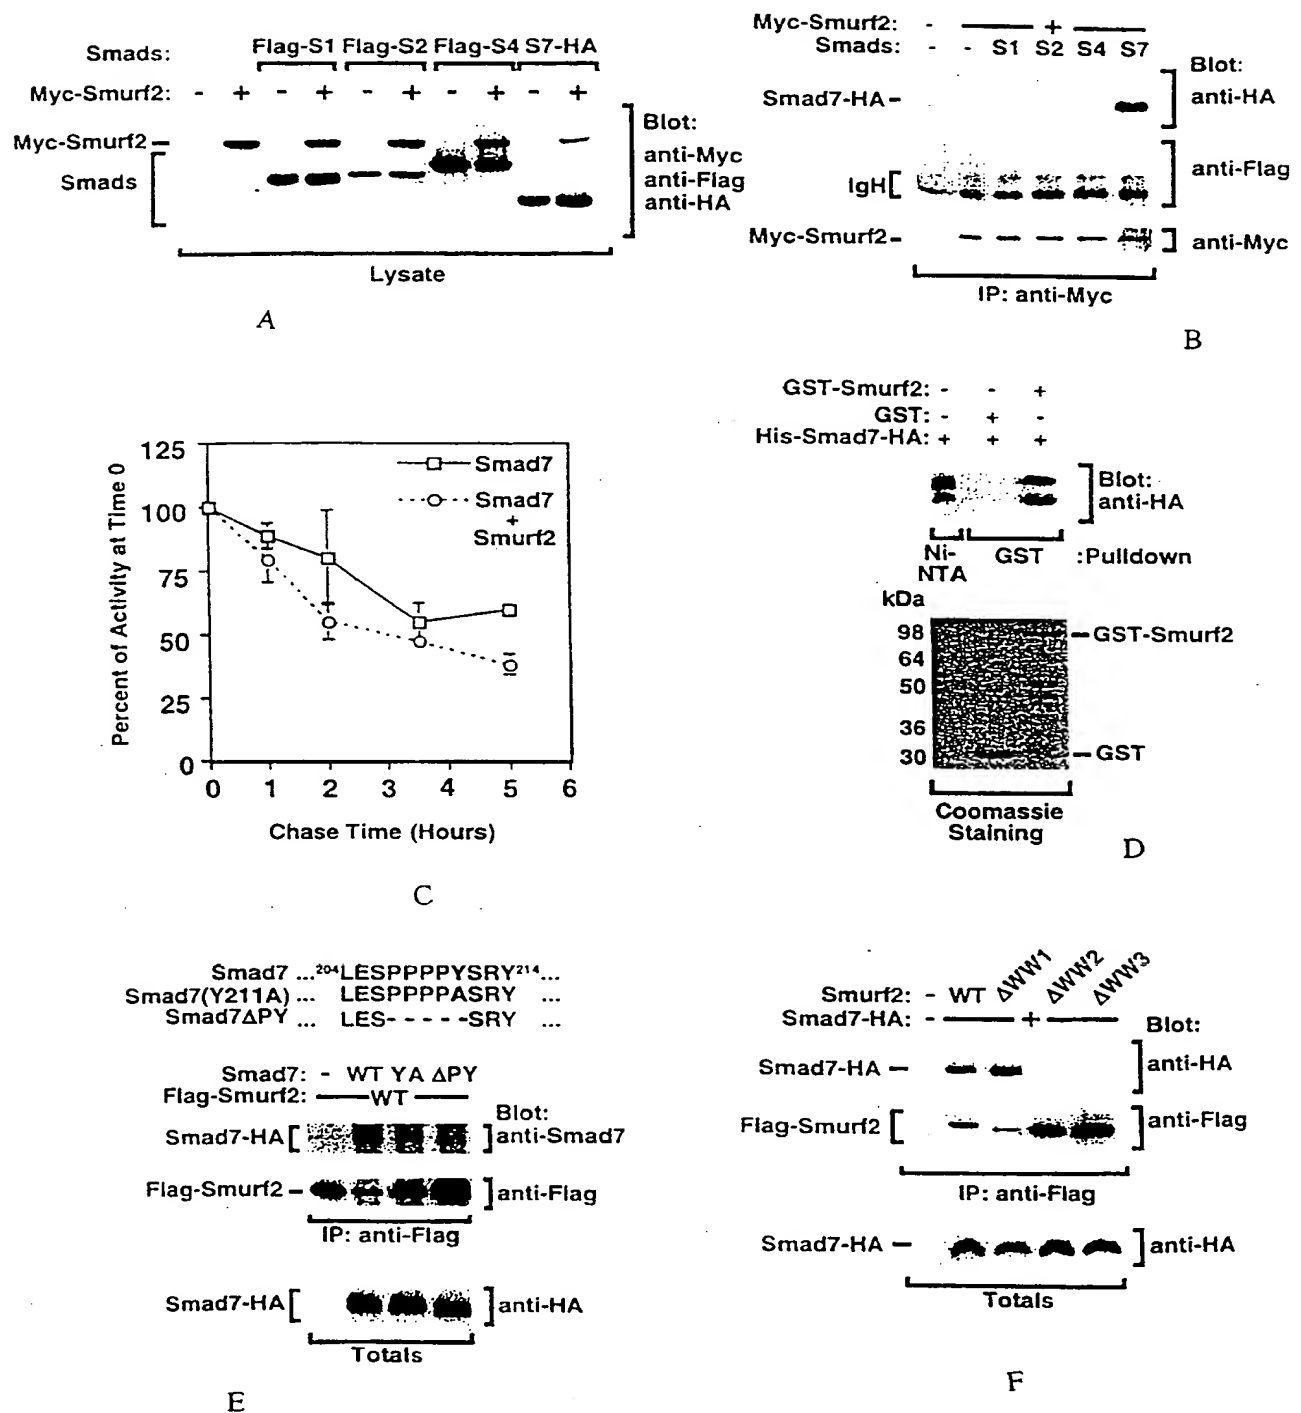 Smads: Flag-S1 Flag-S2 Flag-S4 S7-HA
Myc-Smurf2: - + - + - + - + - +
Myc-Smurf2
Smads
Blot:
anti-Myc
anti-Flag
anti-HA
Lysate
A
Myc-Smurf2: - +
Smads: - - S1 S2 S4 S7
Blot:
Smad7-HA
anti-HA
IgH
anti-Flag
Myc-Smurf2
anti-Myc
IP: anti-Myc
B
Percent of Activity at Time 0
125
100
75
50
25
0
0 1 2 3 4 5 6
Chase Time (Hours)
Smad7
Smad7
+
Smurf2
C
GST-Smurf2: - - +
GST: - + -
His-Smad7-HA: + + +
Blot:
anti-HA
Ni-
NTA
GST
:Pulldown
kDa
98
64
50
36
30
GST-Smurf2
GST
Coomassie
Staining
D
Smad7 ...²⁰⁴LESPPPPYSRY²¹⁴...
Smad7(Y211A) ... LESPPPPASRY ...
Smad7ΔPY ... LES-----SRY ...
Smad7: - WT YA ΔPY
Flag-Smurf2: WT
Blot:
Smad7-HA
anti-Smad7
Flag-Smurf2
anti-Flag
IP: anti-Flag
Smad7-HA
anti-HA
Totals
E
Smurf2: - WT ΔWW1 ΔWW2 ΔWW3
Smad7-HA: - +
Blot:
Smad7-HA
anti-HA
Flag-Smurf2
anti-Flag
IP: anti-Flag
Smad7-HA
anti-HA
Totals
F